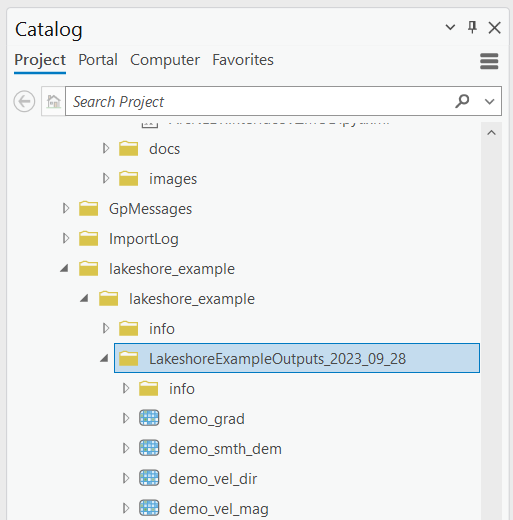 Catalog
Project Portal Computer Favorites
Search Project
docs
images
GpMessages
ImportLog
lakeshore_example
lakeshore_example
info
LakeshoreExampleOutputs_2023_09_28
info
demo_grad
demo_smth_dem
demo_vel_dir
demo_vel_mag